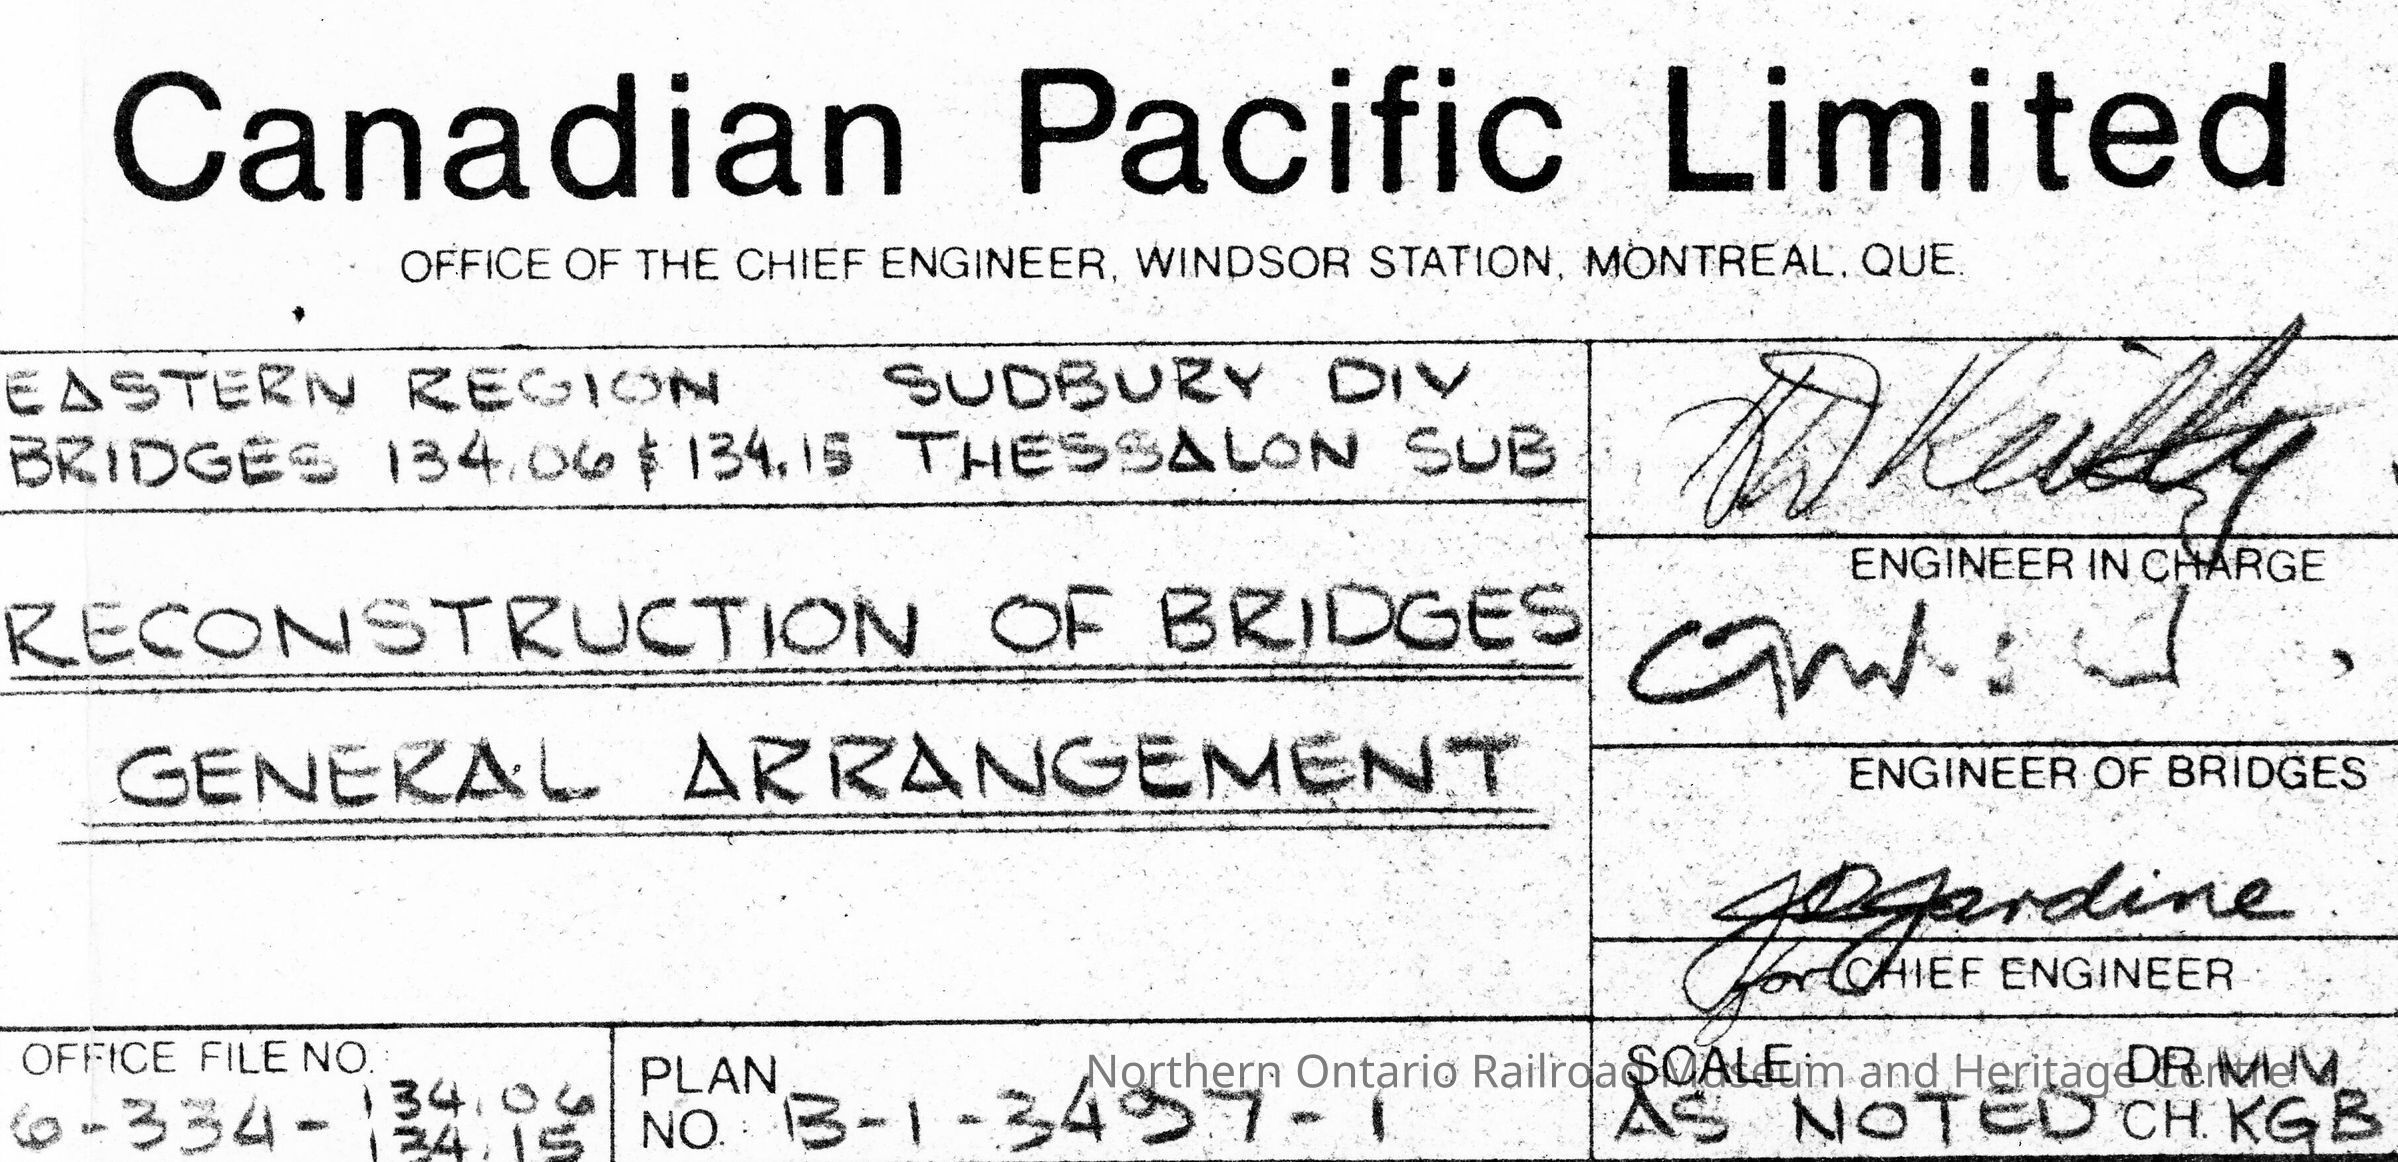 Canadian Pacific Limited
OFFICE OF THE CHIEF ENGINEER, WINDSOR STATION, MONTREAL, QUE.
EASTERN REGION SUDBURY DIV
BRIDGES 134.06 & 134.15 THESSALON SUB
RECONSTRUCTION OF BRIDGES
GENERAL ARRANGEMENT
ENGINEER IN CHARGE
ENGINEER OF BRIDGES
JDJardine
for CHIEF ENGINEER
OFFICE FILE NO.:
6-334-134.06
134.15
PLAN
NO.: B-1-3497-1
SCALE:
AS NOTED
DR. MUM
CH. KGB
Northern Ontario Railroad Museum and Heritage Centre